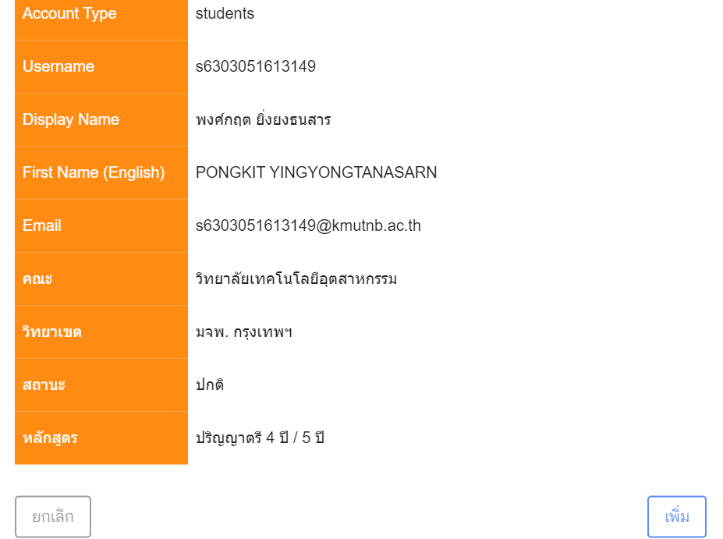 Account Type students
Username s6303051613149
Display Name พงศ์กฤต ยิ่งยงธนสาร
First Name (English) PONGKIT YINGYONGTANASARN
Email s6303051613149@kmutnb.ac.th
คณะ วิทยาลัยเทคโนโลยีอุตสาหกรรม
วิทยาเขต มจพ. กรุงเทพฯ
สถานะ ปกติ
หลักสูตร ปริญญาตรี 4 ปี / 5 ปี
ยกเลิก เพิ่ม